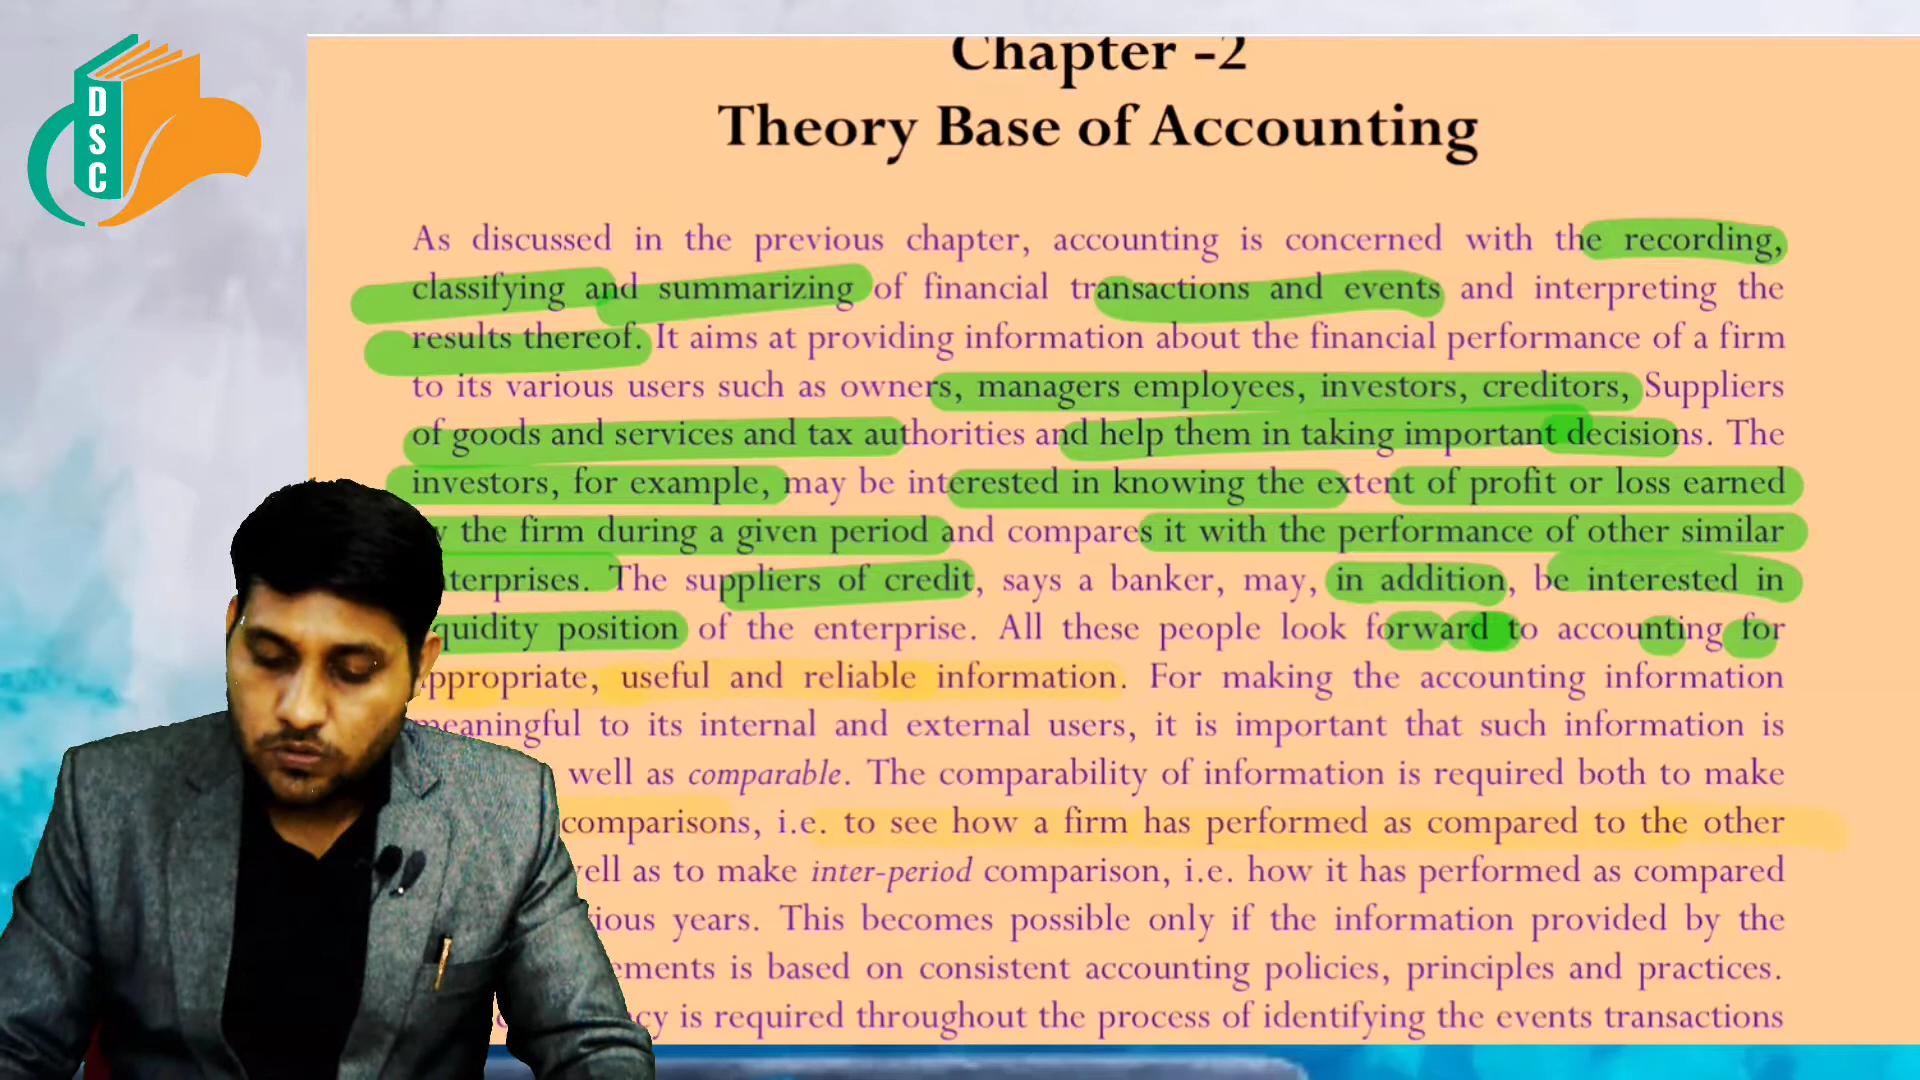 DSC
Chapter -2
Theory Base of Accounting
As discussed in the previous chapter, accounting is concerned with the recording,
classifying and summarizing of financial transactions and events and interpreting the
results thereof. It aims at providing information about the financial performance of a firm
to its various users such as owners, managers employees, investors, creditors, Suppliers
of goods and services and tax authorities and help them in taking important decisions. The
investors, for example, may be interested in knowing the extent of profit or loss earned
the firm during a given period and compares it with the performance of other similar
terprises. The suppliers of credit, says a banker, may, in addition, be interested in
quidity position of the enterprise. All these people look forward to accounting for
ppropriate, useful and reliable information. For making the accounting information
meaningful to its internal and external users, it is important that such information is
well as comparable. The comparability of information is required both to make
comparisons, i.e. to see how a firm has performed as compared to the other
well as to make inter-period comparison, i.e. how it has performed as compared
ious years. This becomes possible only if the information provided by the
ements is based on consistent accounting policies, principles and practices.
cy is required throughout the process of identifying the events transactions